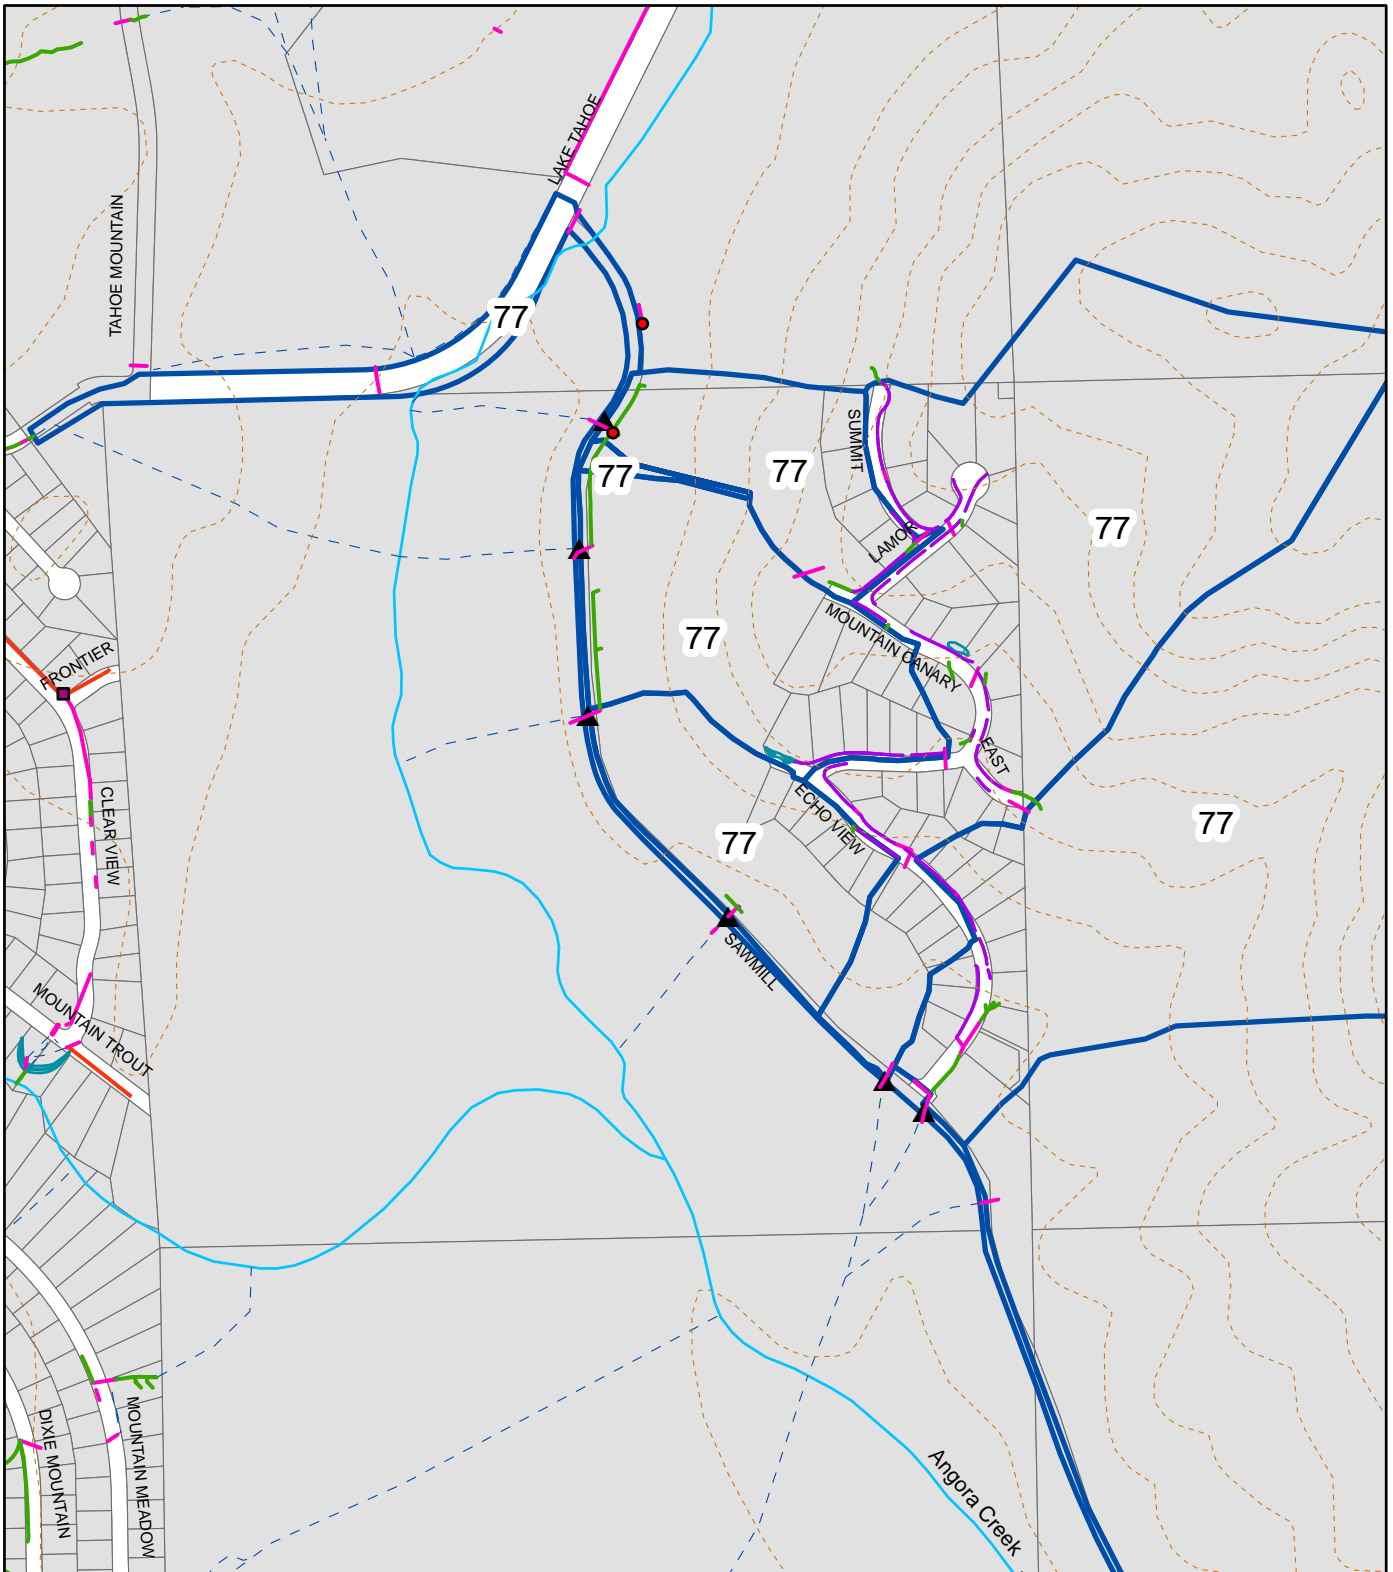 LAKE TAHOE
TAHOE MOUNTAIN
77
SUMMIT
77
77
77
LAMOR
MOUNTAIN CANARY
77
FRONTIER
EAST
CLEAR VIEW
ECHO VIEW
77
77
SAWMILL
MOUNTAIN TROUT
DIXIE MOUNTAIN
MOUNTAIN MEADOW
Angora Creek